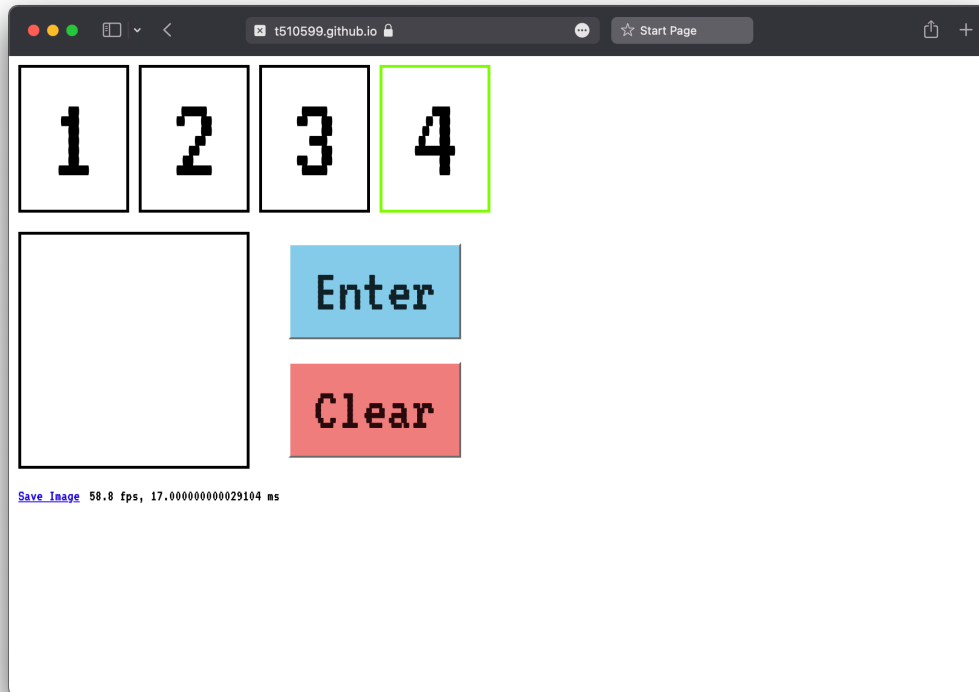 t510599.github.io
Start Page
1 2 3 4
Enter
Clear
Save Image 58.8 fps, 17.000000000029104 ms